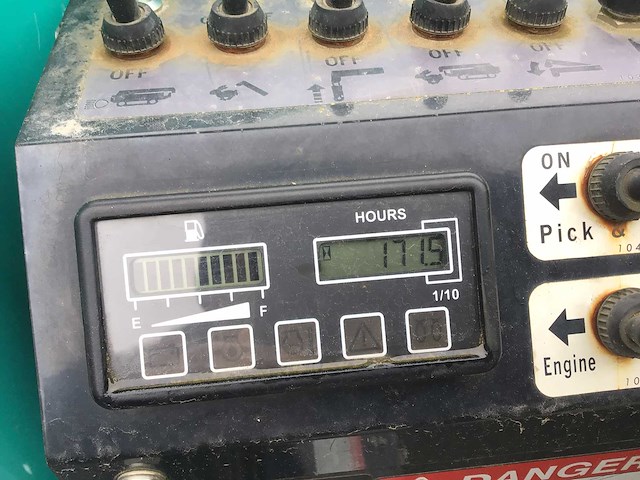 OFF
OFF
OFF
OFF
HOURS
171.5
1/10
E F
ON
Pick &
Engine
DANGER